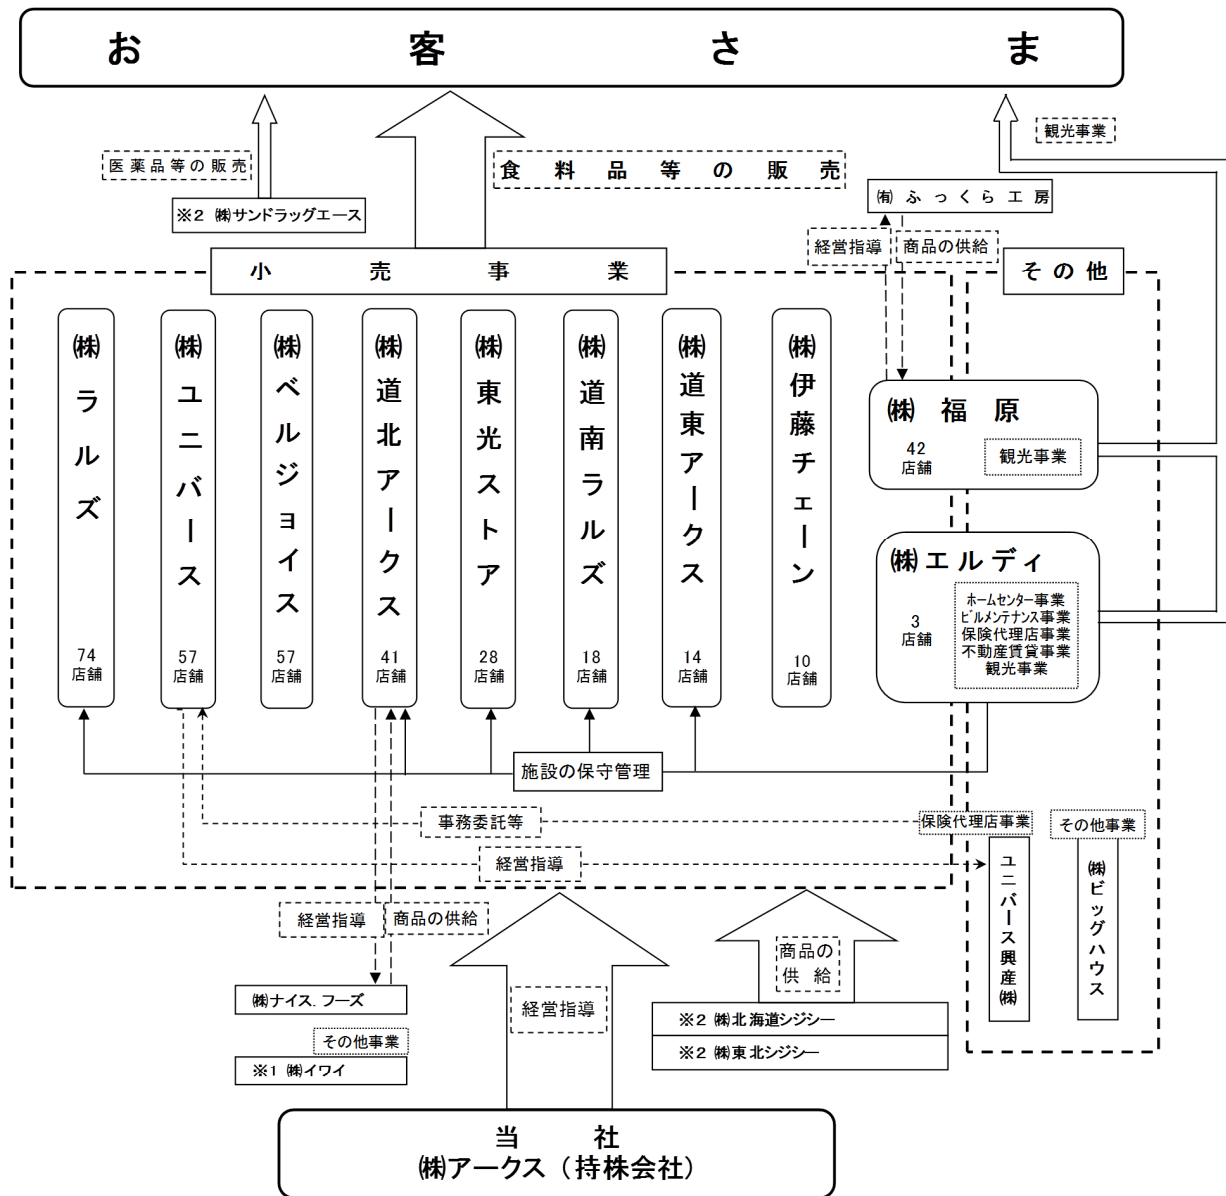 お客さま
観光事業
医薬品等の販売
食料品等の販売
※2 ㈱サンドラッグエース
㈲ ふっくら工房
経営指導
商品の供給
小売事業
その他
㈱ラルズ
74
店舗
㈱ユニバース
57
店舗
㈱ベルジョイス
57
店舗
㈱道北アークス
41
店舗
㈱東光ストア
28
店舗
㈱道南ラルズ
18
店舗
㈱道東アークス
14
店舗
㈱伊藤チェーン
10
店舗
㈱ 福原
42
店舗
観光事業
㈱エルディ
3
店舗
ホームセンター事業
ビルメンテナンス事業
保険代理店事業
不動産賃貸事業
観光事業
施設の保守管理
事務委託等
保険代理店事業
その他事業
経営指導
ユニバース興産㈱
㈱ビッグハウス
経営指導
商品の供給
商品の
供給
経営指導
㈱ナイス.フーズ
その他事業
※1 ㈱イワイ
※2 ㈱北海道シジシー
※2 ㈱東北シジシー
当社
㈱アークス（持株会社）